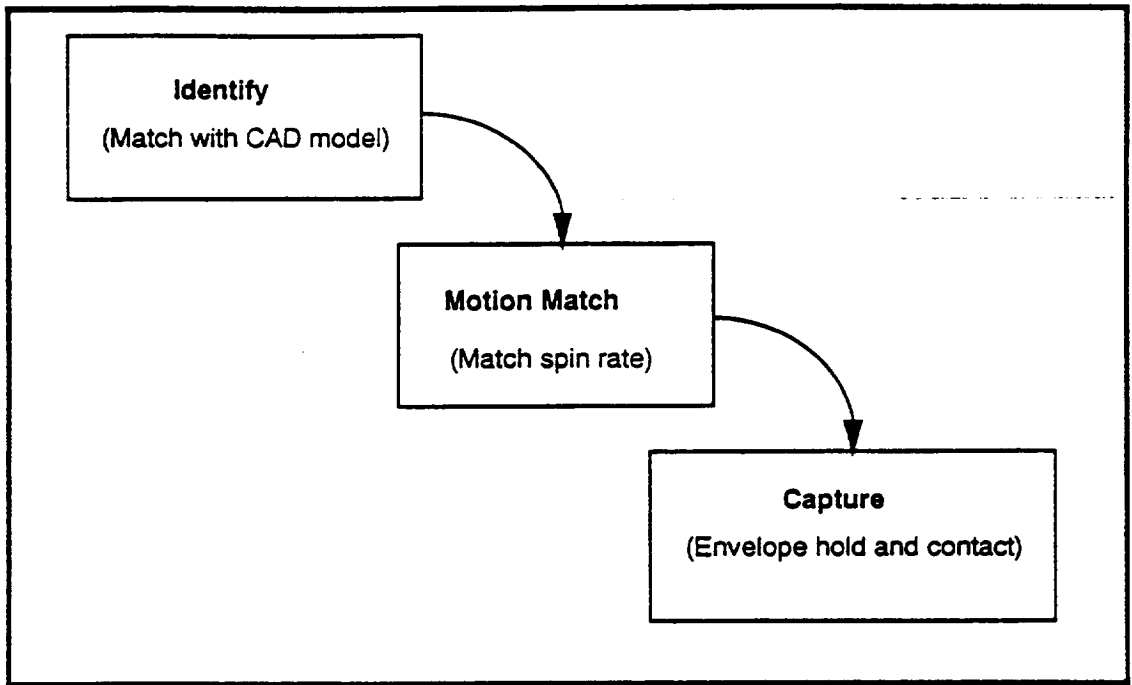 Identify
(Match with CAD model)
Motion Match
(Match spin rate)
Capture
(Envelope hold and contact)